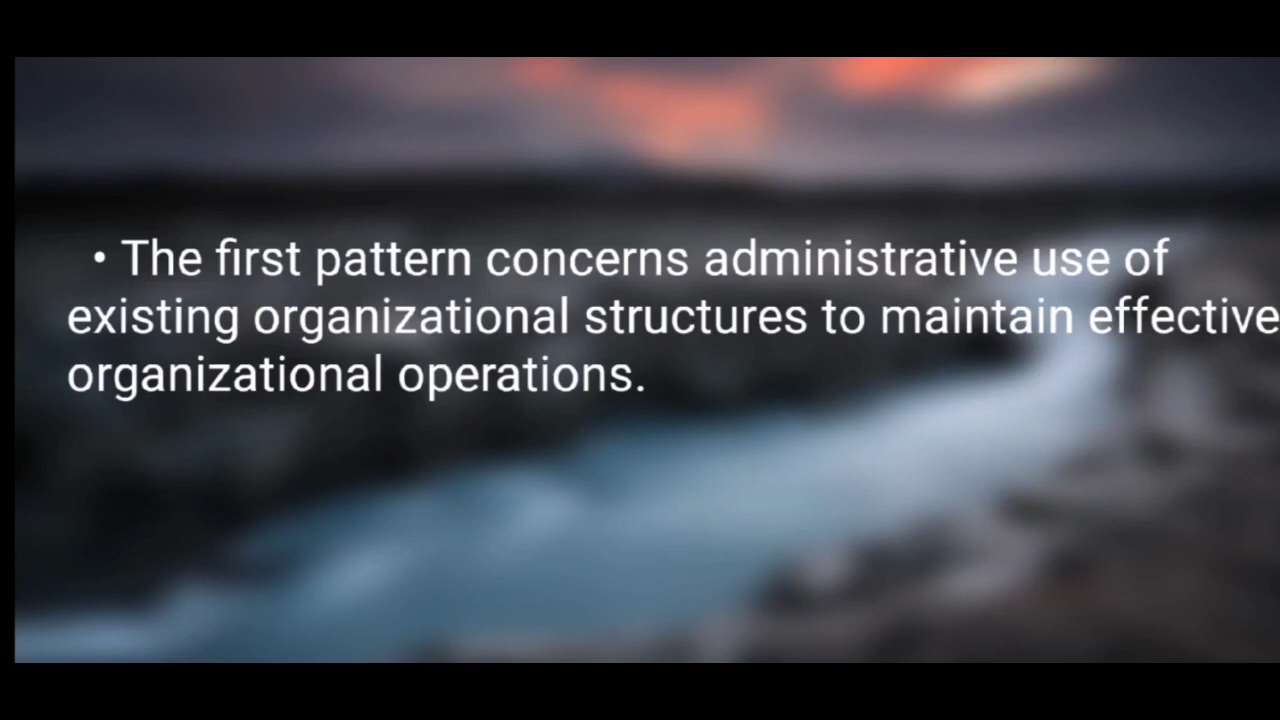 • The first pattern concerns administrative use of
existing organizational structures to maintain effective
organizational operations.